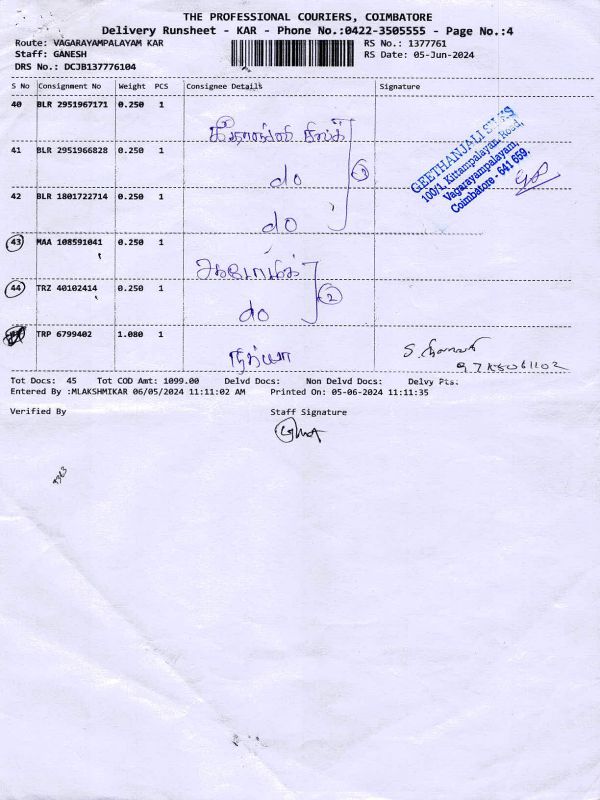 THE PROFESSIONAL COURIERS, COIMBATORE
Delivery Runsheet - KAR - Phone No.:0422-3505555 - Page No.:4
Route: VAGARAYAMPALAYAM KAR RS No.: 1377761
Staff: GANESH RS Date: 05-Jun-2024
DRS No.: DCJB137776104
S No Consignment No Weight PCS Consignee Details Signature
40 BLR 2951967171 0.250 1
கீதாஞ்சலி சில்க் 1
41 BLR 2951966828 0.250 1
do
42 BLR 1801722714 0.250 1
do
GEETHANJALI SILKS
100/1, Kittampalayam Road,
Vagarayampalayam,
Coimbatore - 641 659.
43 MAA 108591041 0.250 1
44 TRZ 40102414 0.250 1
do 2
TRP 6799402 1.080 1
நித்யா
Tot Docs: 45 Tot COD Amt: 1099.00 Delvd Docs: Non Delvd Docs: Delvy Pts:
Entered By :MLAKSHMIKAR 06/05/2024 11:11:02 AM Printed On: 05-06-2024 11:11:35
Verified By Staff Signature